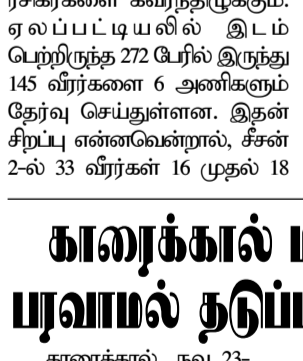 ரசிகர்களை கவர்ந்திழுக்கும்.
ஏலப்பட்டியலில் இடம்
பெற்றிருந்த 272 பேரில் இருந்து
145 வீரர்களை 6 அணிகளும்
தேர்வு செய்துள்ளன. இதன்
சிறப்பு என்னவென்றால், சீசன்
2-ல் 33 வீரர்கள் 16 முதல் 18
காரைக்கால்
பரவாமல் தடுப்ப
காரைக்கால், நவ. 23-